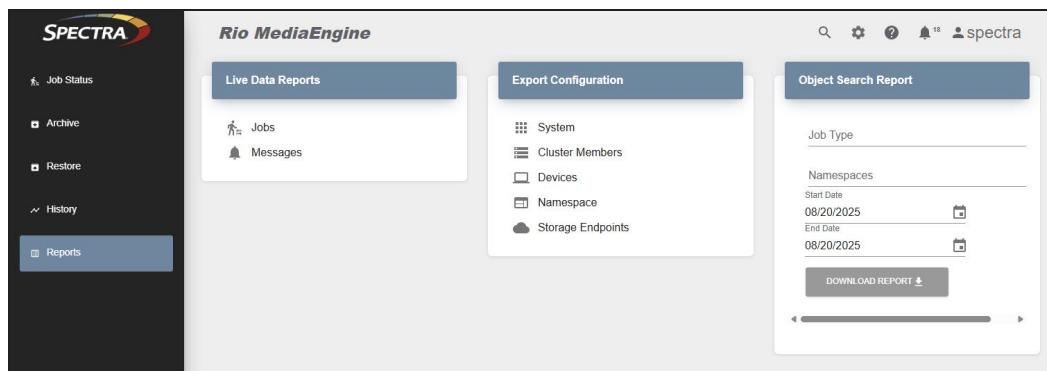 SPECTRA
Rio MediaEngine
18
spectra
Job Status
Archive
Restore
History
Reports
Live Data Reports
Jobs
Messages
Export Configuration
System
Cluster Members
Devices
Namespace
Storage Endpoints
Object Search Report
Job Type
Namespaces
Start Date
08/20/2025
End Date
08/20/2025
DOWNLOAD REPORT